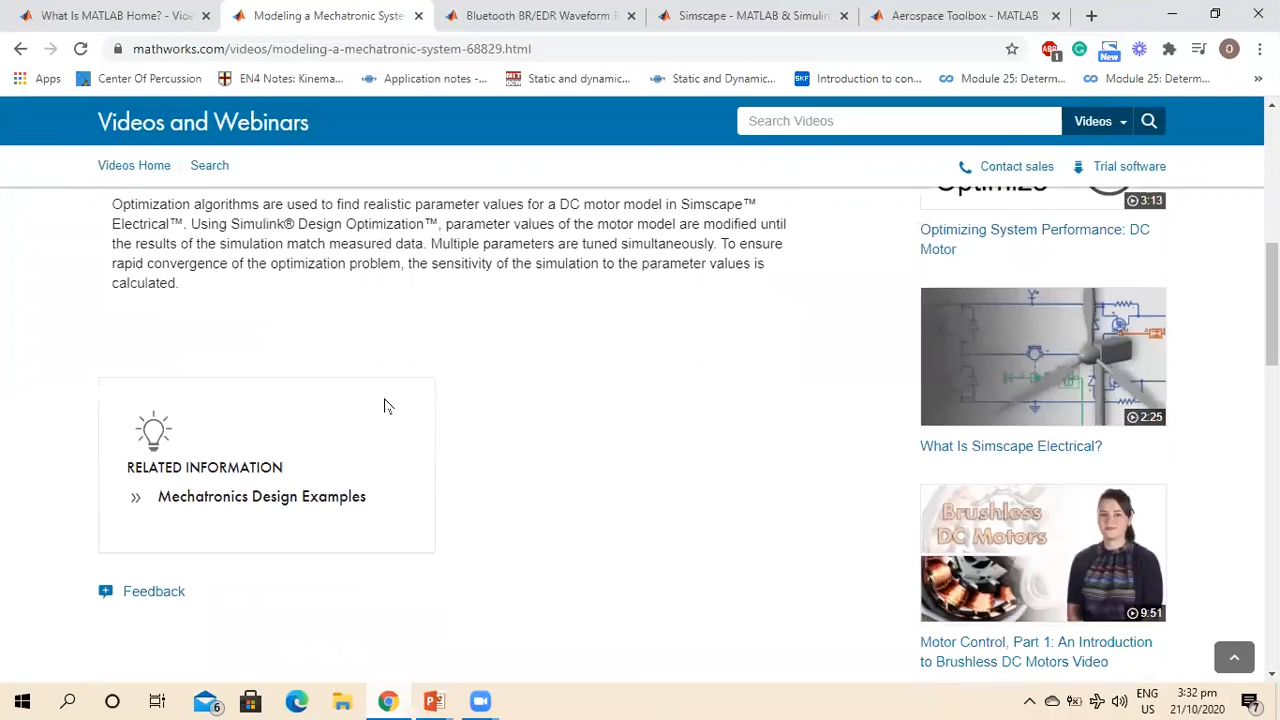 What Is MATLAB Home? - Vide
Modeling a Mechatronic Syste
Bluetooth BR/EDR Waveform R
Simscape - MATLAB & Simulin
Aerospace Toolbox - MATLAB
mathworks.com/videos/modeling-a-mechatronic-system-68829.html
1
New
O
Apps
Center Of Percussion
EN4 Notes: Kinema...
Application notes -...
MIT
Static and dynamic...
Static and Dynamic...
SKF
Introduction to con...
Module 25: Determ...
Module 25: Determ...
»
Videos and Webinars
Search Videos
Videos
Videos Home
Search
Contact sales
Trial software
Optimization algorithms are used to find realistic parameter values for a DC motor model in Simscape™
Electrical™. Using Simulink® Design Optimization™, parameter values of the motor model are modified until
the results of the simulation match measured data. Multiple parameters are tuned simultaneously. To ensure
rapid convergence of the optimization problem, the sensitivity of the simulation to the parameter values is
calculated.
RELATED INFORMATION
» Mechatronics Design Examples
Feedback
Optimize
3:13
Optimizing System Performance: DC
Motor
2:25
What Is Simscape Electrical?
Brushless
DC Motors
9:51
Motor Control, Part 1: An Introduction
to Brushless DC Motors Video
6
ENG
US
3:32 pm
21/10/2020
7